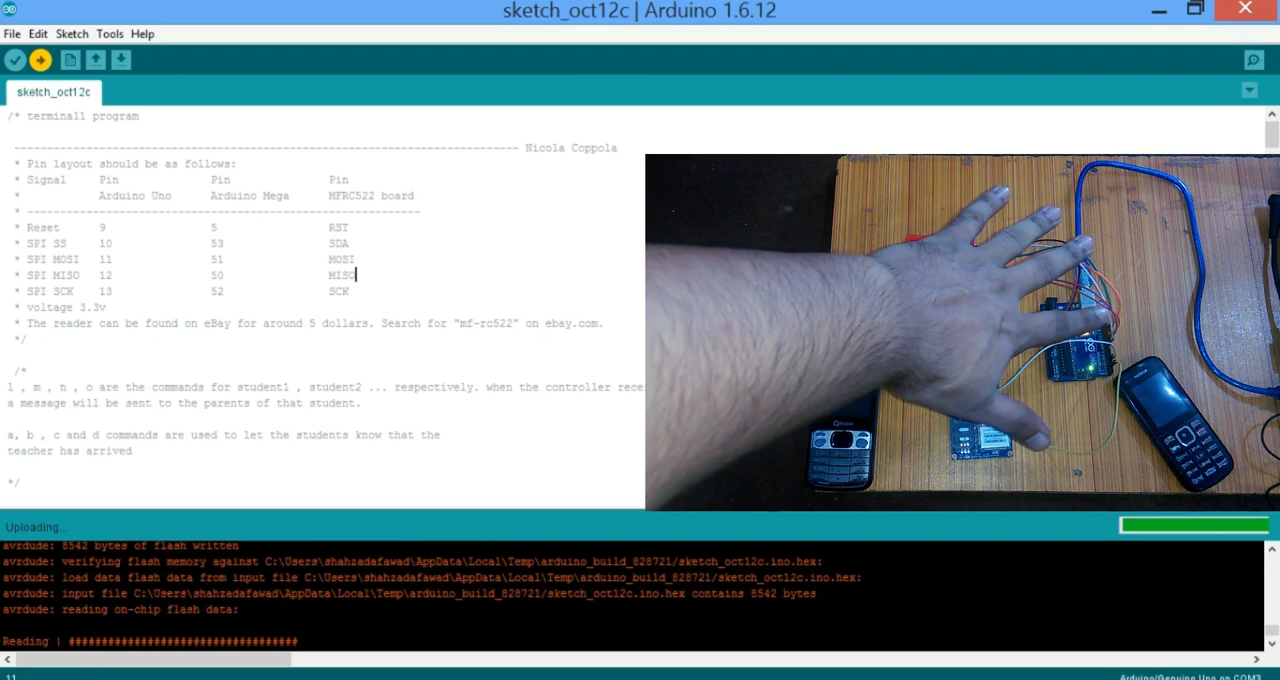 sketch_oct12c | Arduino 1.6.12
File Edit Sketch Tools Help
sketch_oct12c
/* terminall program
------------------------------------------------------------------------------- Nicola Coppola
* Pin layout should be as follows:
* Signal Pin Pin Pin
* Arduino Uno Arduino Mega MFRC522 board
* -------------------------------------------------
* Reset 9 5 RST
* SPI SS 10 53 SDA
* SPI MOSI 11 51 MOSI
* SPI MISO 12 50 MISO
* SPI SCK 13 52 SCK
* voltage 3.3v
* The reader can be found on eBay for around 5 dollars. Search for "mf-rc522" on ebay.com.
*/
/*
l , m , n , o are the commands for student1 , student2 ... respectively. when the controller rece
a message will be sent to the parents of that student.
a, b , c and d commands are used to let the students know that the
teacher has arrived
*/
Uploading...
avrdude: 8542 bytes of flash written
avrdude: verifying flash memory against C:\Users\shahzadafawad\AppData\Local\Temp\arduino_build_828721/sketch_oct12c.ino.hex:
avrdude: load data flash data from input file C:\Users\shahzadafawad\AppData\Local\Temp\arduino_build_828721/sketch_oct12c.ino.hex:
avrdude: input file C:\Users\shahzadafawad\AppData\Local\Temp\arduino_build_828721/sketch_oct12c.ino.hex contains 8542 bytes
avrdude: reading on-chip flash data:
Reading | ###################################
11
Arduino/Genuino Uno on COM3